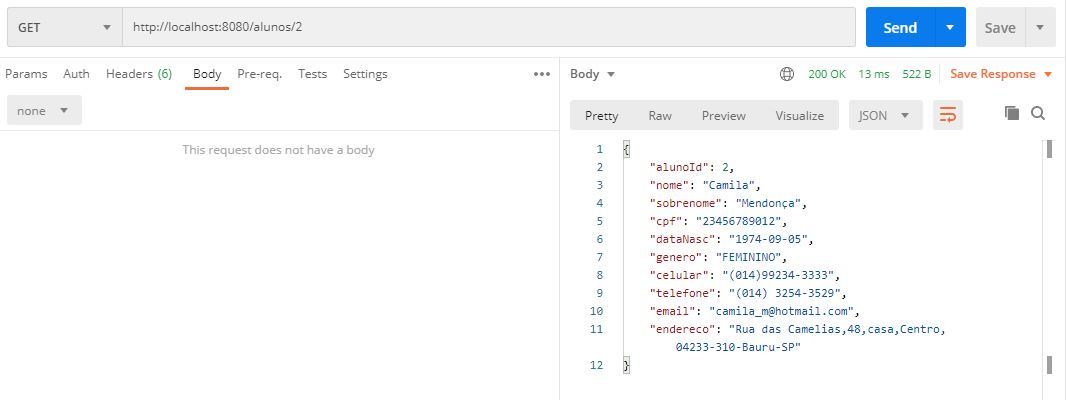 GET http://localhost:8080/alunos/2 Send Save
Params Auth Headers (6) Body Pre-req. Tests Settings ••• Body 200 OK 13 ms 522 B Save Response
none
Pretty Raw Preview Visualize JSON
This request does not have a body
1 {
2 "alunoId": 2,
3 "nome": "Camila",
4 "sobrenome": "Mendonça",
5 "cpf": "23456789012",
6 "dataNasc": "1974-09-05",
7 "genero": "FEMININO",
8 "celular": "(014)99234-3333",
9 "telefone": "(014) 3254-3529",
10 "email": "camila_m@hotmail.com",
11 "endereco": "Rua das Camelias,48,casa,Centro,
04233-310-Bauru-SP"
12 }